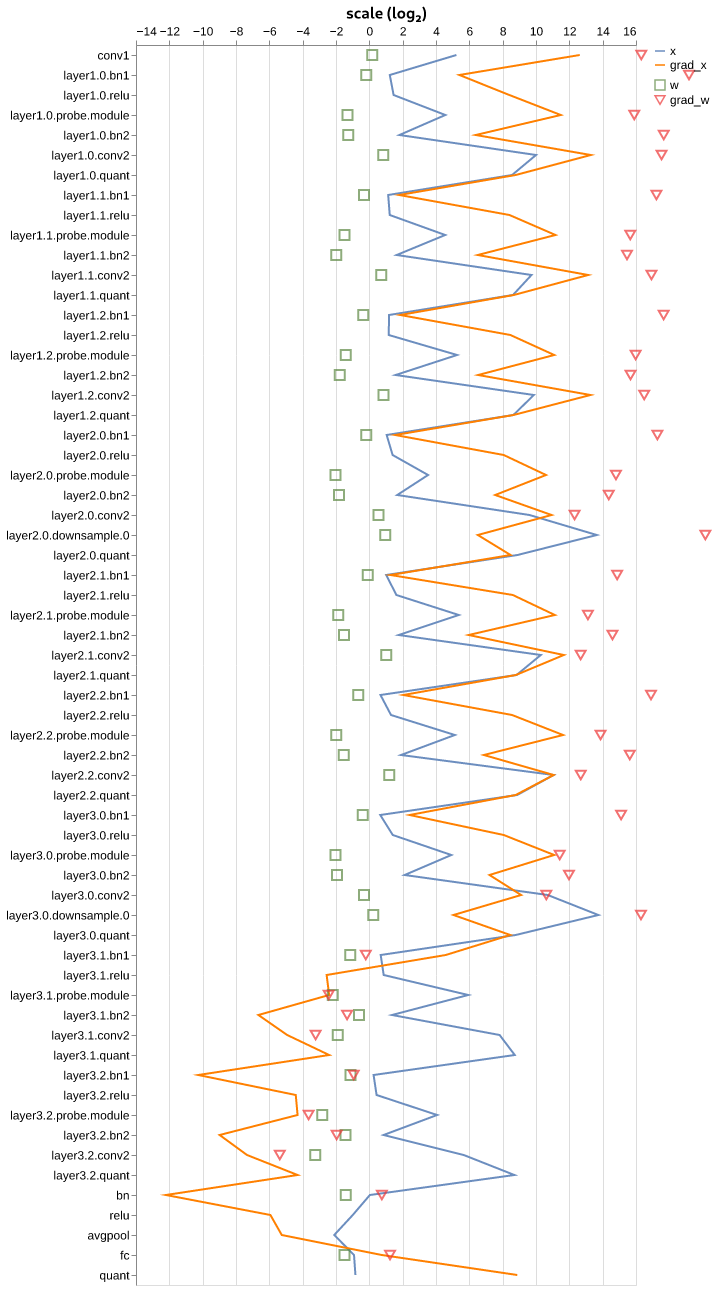 scale (log₂)
−14 −12 −10 −8 −6 −4 −2 0 2 4 6 8 10 12 14 16
x
grad_x
w
grad_w
conv1
layer1.0.bn1
layer1.0.relu
layer1.0.probe.module
layer1.0.bn2
layer1.0.conv2
layer1.0.quant
layer1.1.bn1
layer1.1.relu
layer1.1.probe.module
layer1.1.bn2
layer1.1.conv2
layer1.1.quant
layer1.2.bn1
layer1.2.relu
layer1.2.probe.module
layer1.2.bn2
layer1.2.conv2
layer1.2.quant
layer2.0.bn1
layer2.0.relu
layer2.0.probe.module
layer2.0.bn2
layer2.0.conv2
layer2.0.downsample.0
layer2.0.quant
layer2.1.bn1
layer2.1.relu
layer2.1.probe.module
layer2.1.bn2
layer2.1.conv2
layer2.1.quant
layer2.2.bn1
layer2.2.relu
layer2.2.probe.module
layer2.2.bn2
layer2.2.conv2
layer2.2.quant
layer3.0.bn1
layer3.0.relu
layer3.0.probe.module
layer3.0.bn2
layer3.0.conv2
layer3.0.downsample.0
layer3.0.quant
layer3.1.bn1
layer3.1.relu
layer3.1.probe.module
layer3.1.bn2
layer3.1.conv2
layer3.1.quant
layer3.2.bn1
layer3.2.relu
layer3.2.probe.module
layer3.2.bn2
layer3.2.conv2
layer3.2.quant
bn
relu
avgpool
fc
quant